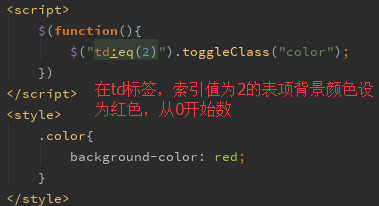 <script>
$(function(){
$("td:eq(2)").toggleClass("color");
})
</script>
在td标签，索引值为2的表项背景颜色设
为红色，从0开始数
<style>
.color{
background-color: red;
}
</style>